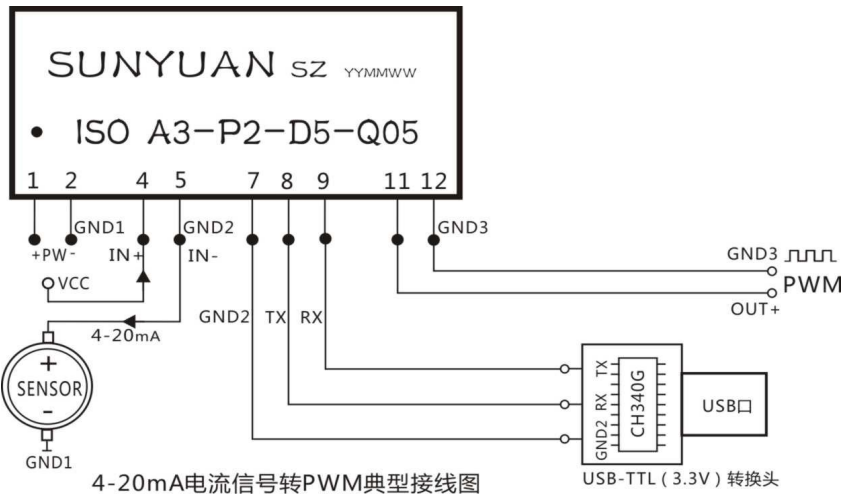 SUNYUAN SZ YYMMWW
• ISO A3-P2-D5-Q05
1 2 4 5 7 8 9 11 12
GND1 GND2 GND3
+PW- IN+ IN-
GND3
VCC
PWM
OUT+
GND2 TX RX
4-20mA
+
SENSOR
-
GND1
TX
RX
GND2
CH340G
USB口
USB-TTL(3.3V)转换头
4-20mA电流信号转PWM典型接线图